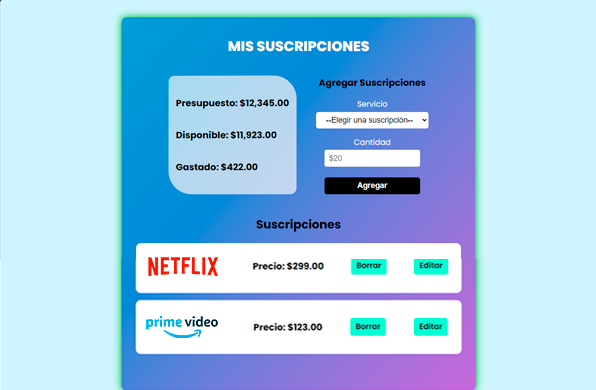 MIS SUSCRIPCIONES
Presupuesto: $12,345.00
Disponible: $11,923.00
Gastado: $422.00
Agregar Suscripciones
Servicio
--Elegir una suscripción--
Cantidad
$20
Agregar
Suscripciones
NETFLIX Precio: $299.00 Borrar Editar
prime video Precio: $123.00 Borrar Editar